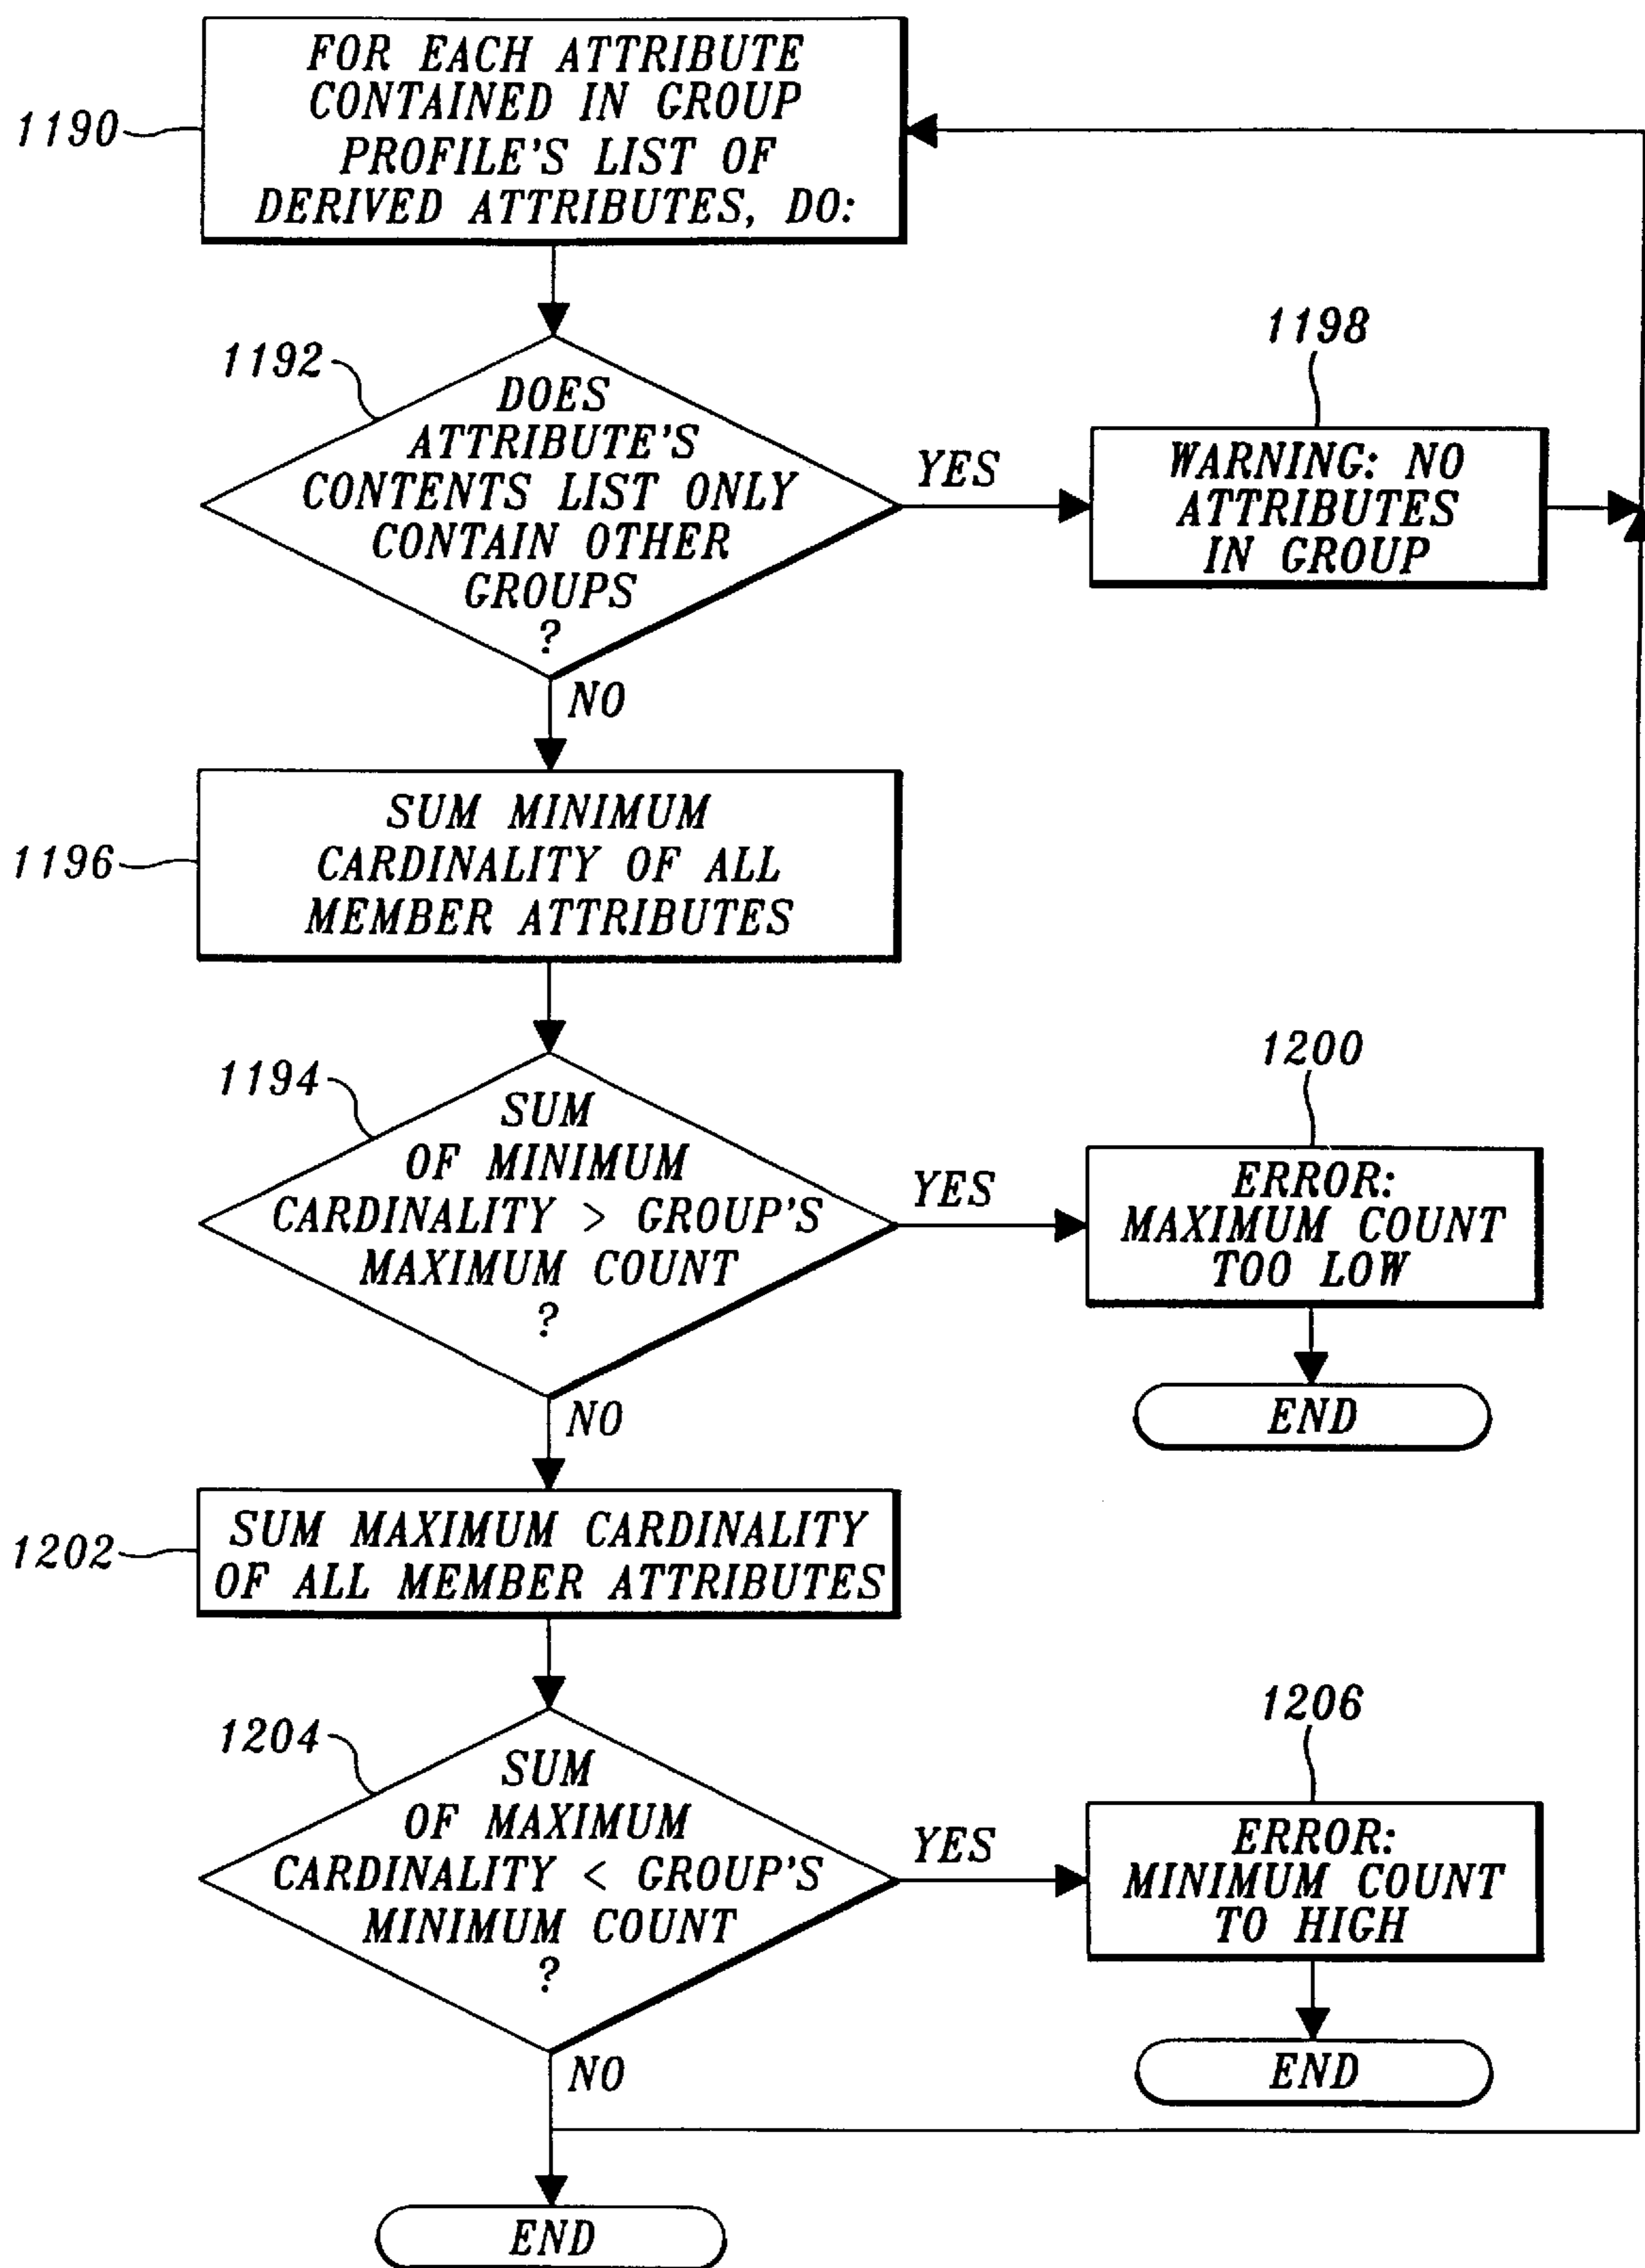 FOR EACH ATTRIBUTE
CONTAINED IN GROUP
PROFILE'S LIST OF
DERIVED ATTRIBUTES, DO:
1190
1192
DOES
ATTRIBUTE'S
CONTENTS LIST ONLY
CONTAIN OTHER
GROUPS
?
YES
1198
WARNING: NO
ATTRIBUTES
IN GROUP
NO
1196
SUM MINIMUM
CARDINALITY OF ALL
MEMBER ATTRIBUTES
1194
SUM
OF MINIMUM
CARDINALITY > GROUP'S
MAXIMUM COUNT
?
YES
1200
ERROR:
MAXIMUM COUNT
TOO LOW
END
NO
1202
SUM MAXIMUM CARDINALITY
OF ALL MEMBER ATTRIBUTES
1204
SUM
OF MAXIMUM
CARDINALITY < GROUP'S
MINIMUM COUNT
?
YES
1206
ERROR:
MINIMUM COUNT
TO HIGH
END
NO
END